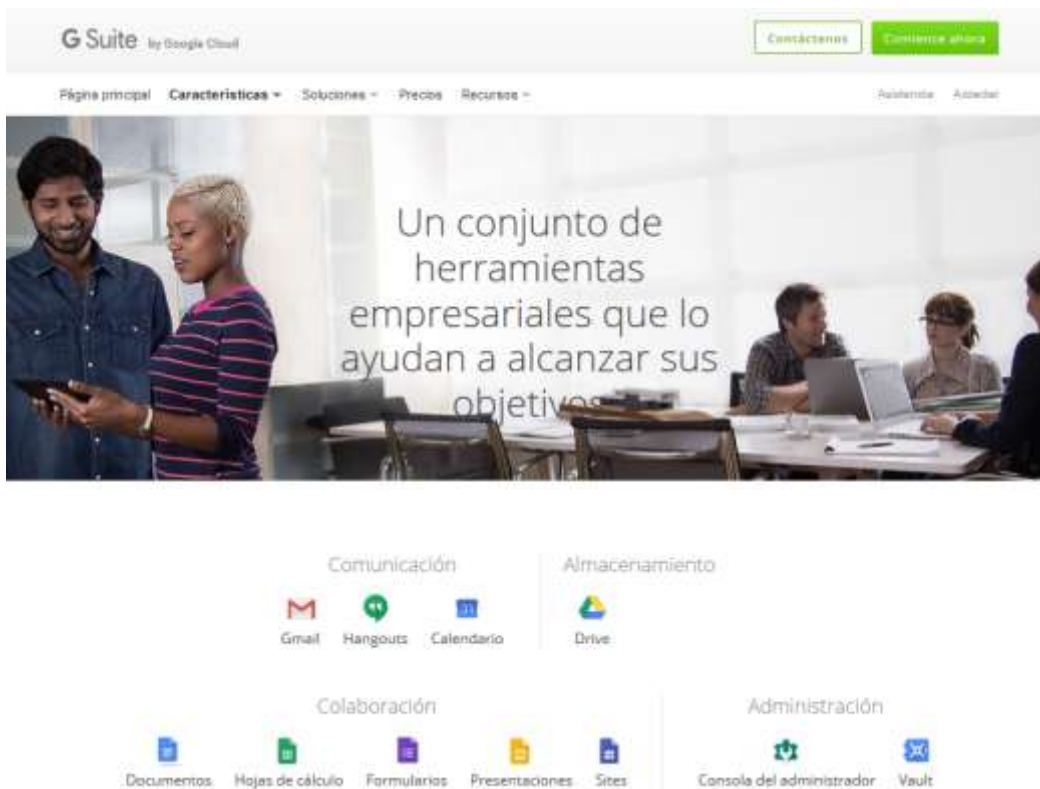 G Suite by Google Cloud
Contáctenos
Comience ahora
Página principal Características Soluciones Precios Recursos
Asistencia Acceder
Un conjunto de
herramientas
empresariales que lo
ayudan a alcanzar sus
objetivos
Comunicación
Almacenamiento
Gmail Hangouts Calendario
Drive
Colaboración
Administración
Documentos Hojas de cálculo Formularios Presentaciones Sites
Consola del administrador Vault